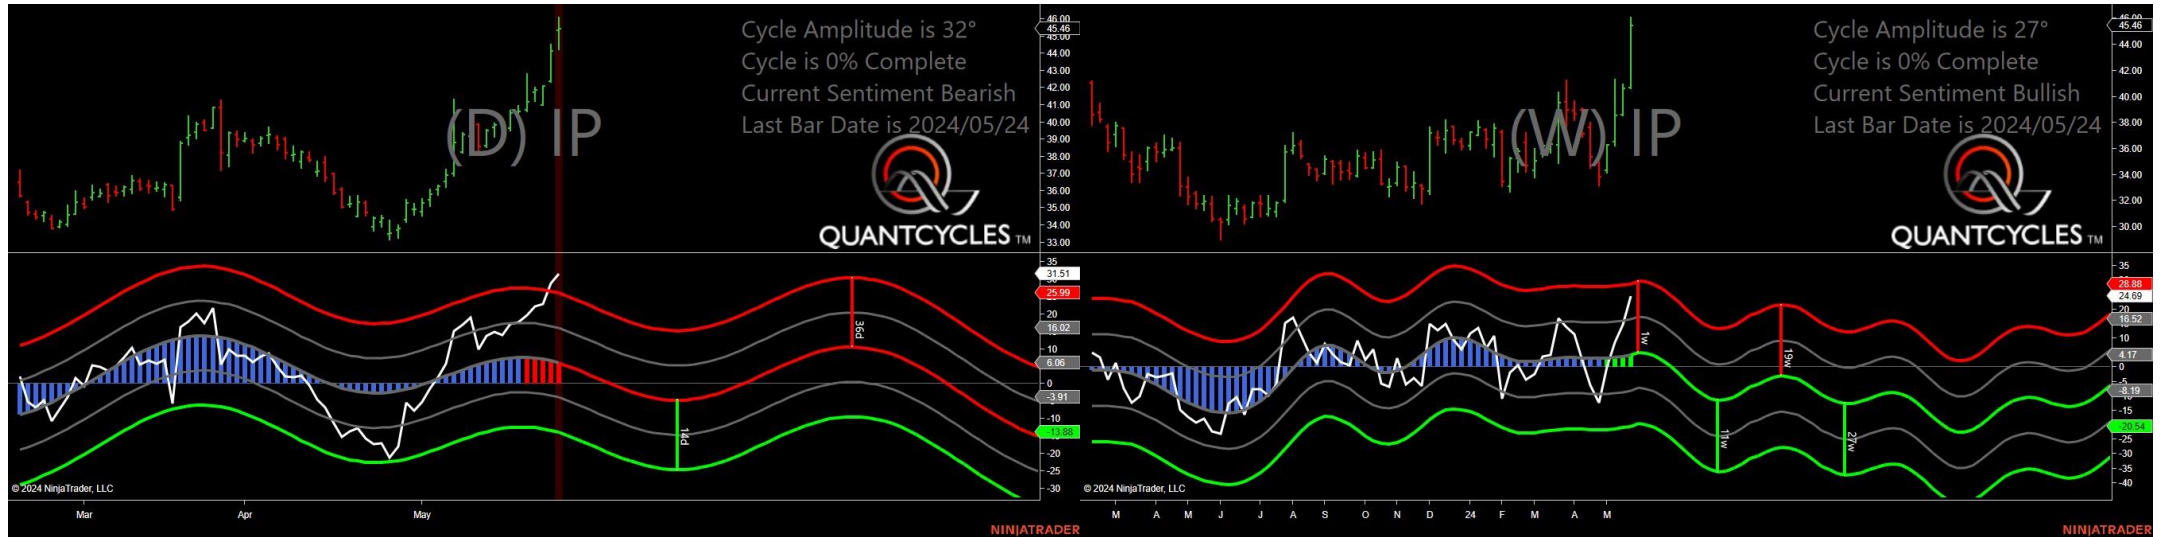 Cycle Amplitude is 32°
Cycle is 0% Complete
Current Sentiment Bearish
Last Bar Date is 2024/05/24
(D) IP
QUANTCYCLES TM
46.00
45.46
45.00
44.00
43.00
42.00
41.00
40.00
39.00
38.00
37.00
36.00
35.00
34.00
33.00
35
31.51
25.99
20
16.02
10
6.06
0
-3.91
-10
-13.88
-20
-25
-30
36d
14d
© 2024 NinjaTrader, LLC
Mar Apr May
NINJATRADER
Cycle Amplitude is 27°
Cycle is 0% Complete
Current Sentiment Bullish
Last Bar Date is 2024/05/24
(W) IP
QUANTCYCLES TM
46.00
45.46
44.00
42.00
40.00
38.00
36.00
34.00
32.00
30.00
35
28.88
24.69
20
16.52
10
4.17
0
-5
-8.19
-15
-20.54
-25
-30
-35
-40
1w
19w
11w
27w
© 2024 NinjaTrader, LLC
M A M J J A S O N D 24 F M A M
NINJATRADER